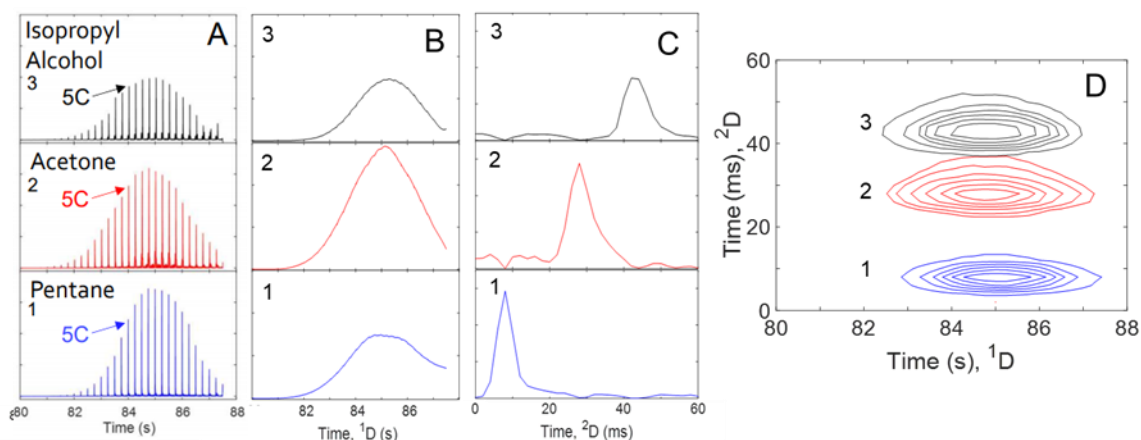 Isopropyl
Alcohol
3
5C
A
Acetone
2
5C
Pentane
1
5C
80 82 84 86 88
Time (s)
3
B
2
1
82 84 86
Time, ¹D (s)
3
C
2
1
0 20 40 60
Time, ²D (ms)
D
60
40
20
0
3
2
1
80 82 84 86 88
Time (ms), ²D
Time (s), ¹D